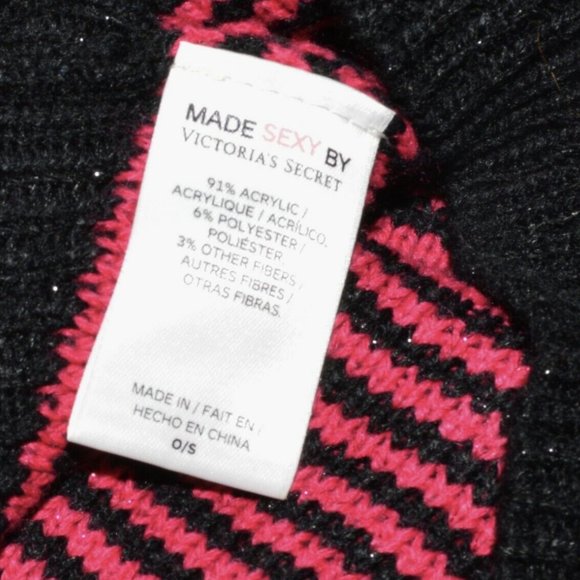 MADE SEXY BY
VICTORIA'S SECRET
91% ACRYLIC /
ACRYLIQUE / ACRÍLICO.
6% POLYESTER /
POLIÉSTER.
3% OTHER FIBERS /
AUTRES FIBRES /
OTRAS FIBRAS.
MADE IN / FAIT EN /
HECHO EN CHINA
O/S